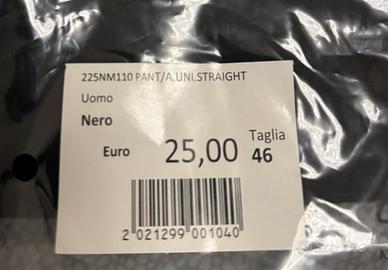 225NM110 PANT/A.UNI.STRAIGHT
Uomo
Nero
Taglia
Euro 25,00 46
2 021299 001040